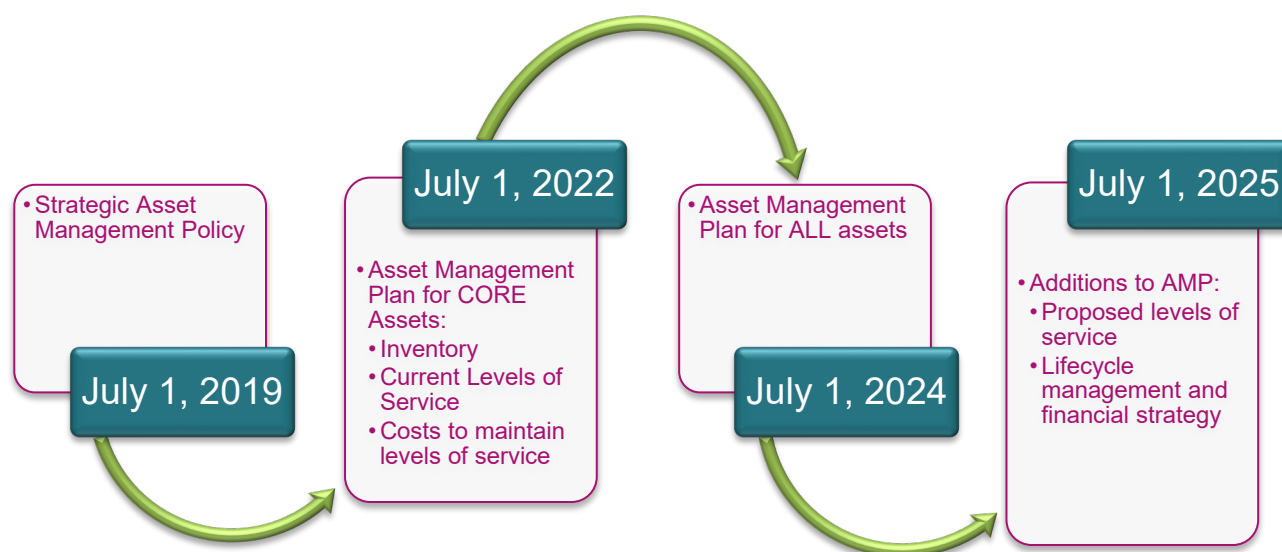 • Strategic Asset
Management Policy
July 1, 2019
July 1, 2022
• Asset Management
Plan for CORE
Assets:
• Inventory
• Current Levels of
Service
• Costs to maintain
levels of service
• Asset Management
Plan for ALL assets
July 1, 2024
July 1, 2025
• Additions to AMP:
• Proposed levels of
service
• Lifecycle
management and
financial strategy